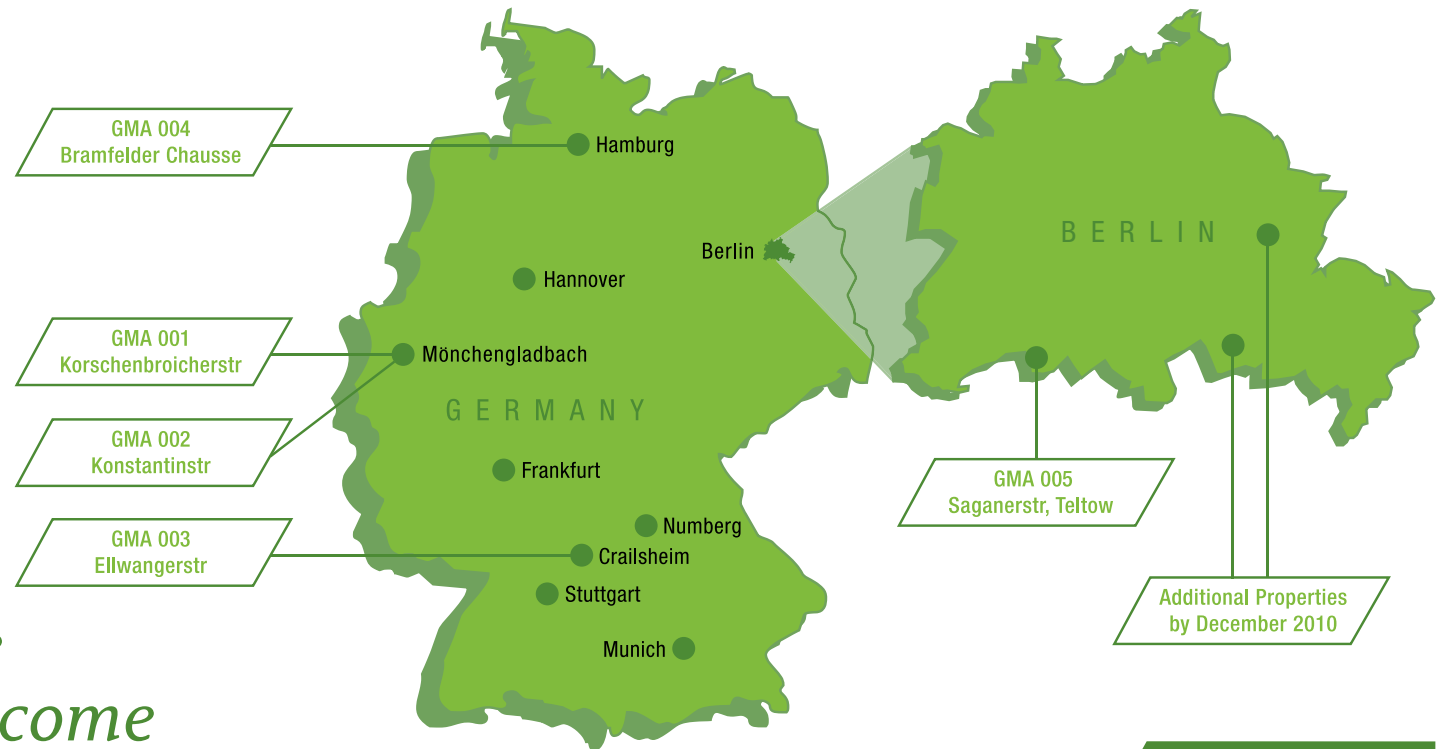 GMA 004
Bramfelder Chausse
Hamburg
BERLIN
Berlin
Hannover
GMA 001
Korschenbroicherstr
Mönchengladbach
GERMANY
GMA 002
Konstantinstr
Frankfurt
GMA 005
Saganerstr, Teltow
Numberg
GMA 003
Ellwangerstr
Crailsheim
Stuttgart
Additional Properties
by December 2010
Munich
come